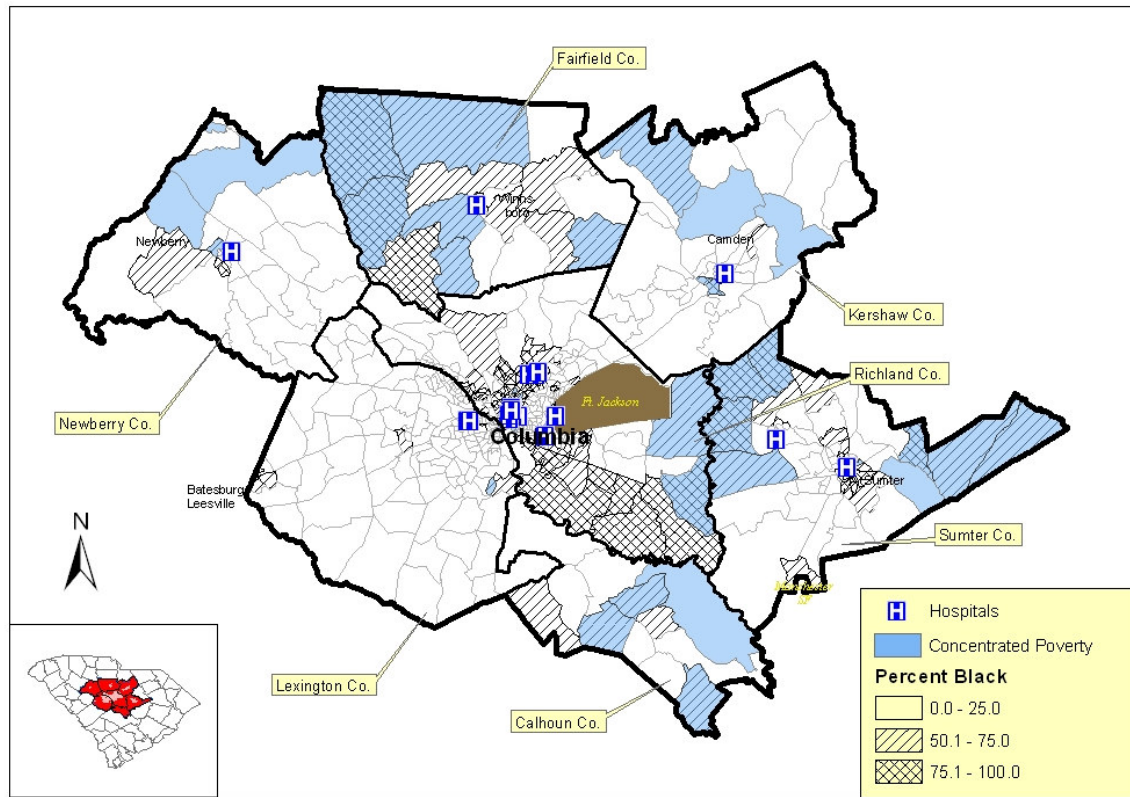 Fairfield Co.
H
Winns-
boro
Newberry
H
Camden
H
Kershaw Co.
Richland Co.
H
Ft. Jackson
H
H
H
Newberry Co.
Columbia
H
H
H
Sumter
Batesburg
Leesville
N
Sumter Co.
Manchester
SF
Lexington Co.
Calhoun Co.
H Hospitals
Concentrated Poverty
Percent Black
0.0 - 25.0
50.1 - 75.0
75.1 - 100.0